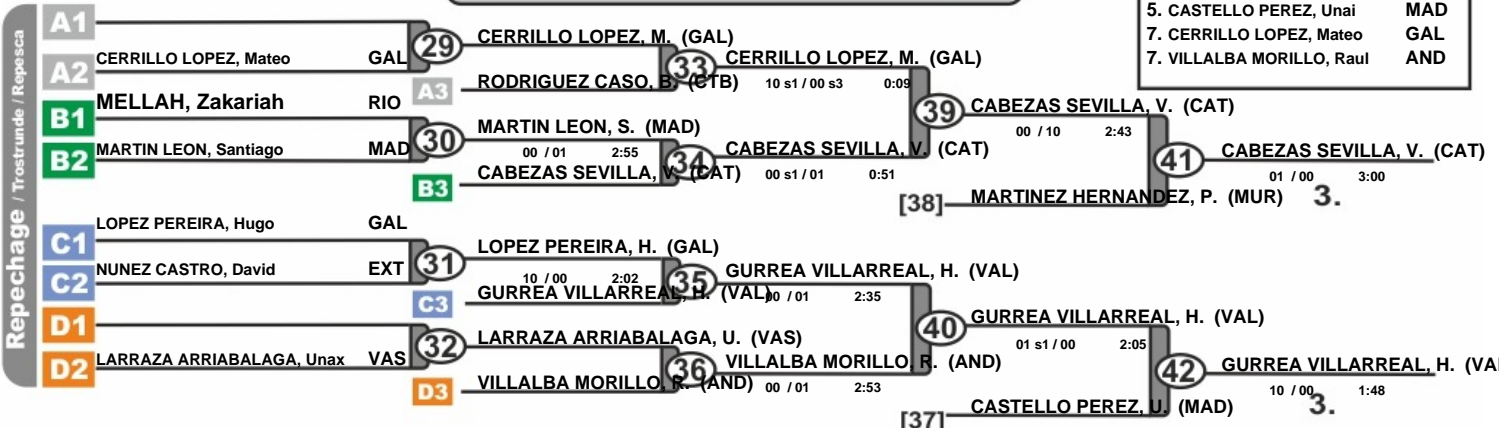 5. CASTELLO PEREZ, Unai MAD
7. CERRILLO LOPEZ, Mateo GAL
7. VILLALBA MORILLO, Raul AND
Repechage / Trostrunde / Repesca
A1
A2 CERRILLO LOPEZ, Mateo GAL
B1 MELLAH, Zakariah RIO
B2 MARTIN LEON, Santiago MAD
C1 LOPEZ PEREIRA, Hugo GAL
C2 NUNEZ CASTRO, David EXT
D1
D2 LARRAZA ARRIABALAGA, Unax VAS
29
CERRILLO LOPEZ, M. (GAL)
A3 RODRIGUEZ CASO, B. (CTB)
30
MARTIN LEON, S. (MAD)
00 / 01 2:55
B3 CABEZAS SEVILLA, V. (CAT)
31
LOPEZ PEREIRA, H. (GAL)
10 / 00 2:02
C3 GURREA VILLARREAL, H. (VAL)
32
LARRAZA ARRIABALAGA, U. (VAS)
D3 VILLALBA MORILLO, R. (AND)
33
CERRILLO LOPEZ, M. (GAL)
10 s1 / 00 s3 0:09
34
CABEZAS SEVILLA, V. (CAT)
00 s1 / 01 0:51
35
GURREA VILLARREAL, H. (VAL)
00 / 01 2:35
36
VILLALBA MORILLO, R. (AND)
00 / 01 2:53
39
CABEZAS SEVILLA, V. (CAT)
00 / 10 2:43
[38] MARTINEZ HERNANDEZ, P. (MUR)
40
GURREA VILLARREAL, H. (VAL)
01 s1 / 00 2:05
[37] CASTELLO PEREZ, U. (MAD)
41
CABEZAS SEVILLA, V. (CAT)
01 / 00 3:00
3.
42
GURREA VILLARREAL, H. (VAL
10 / 00 1:48
3.